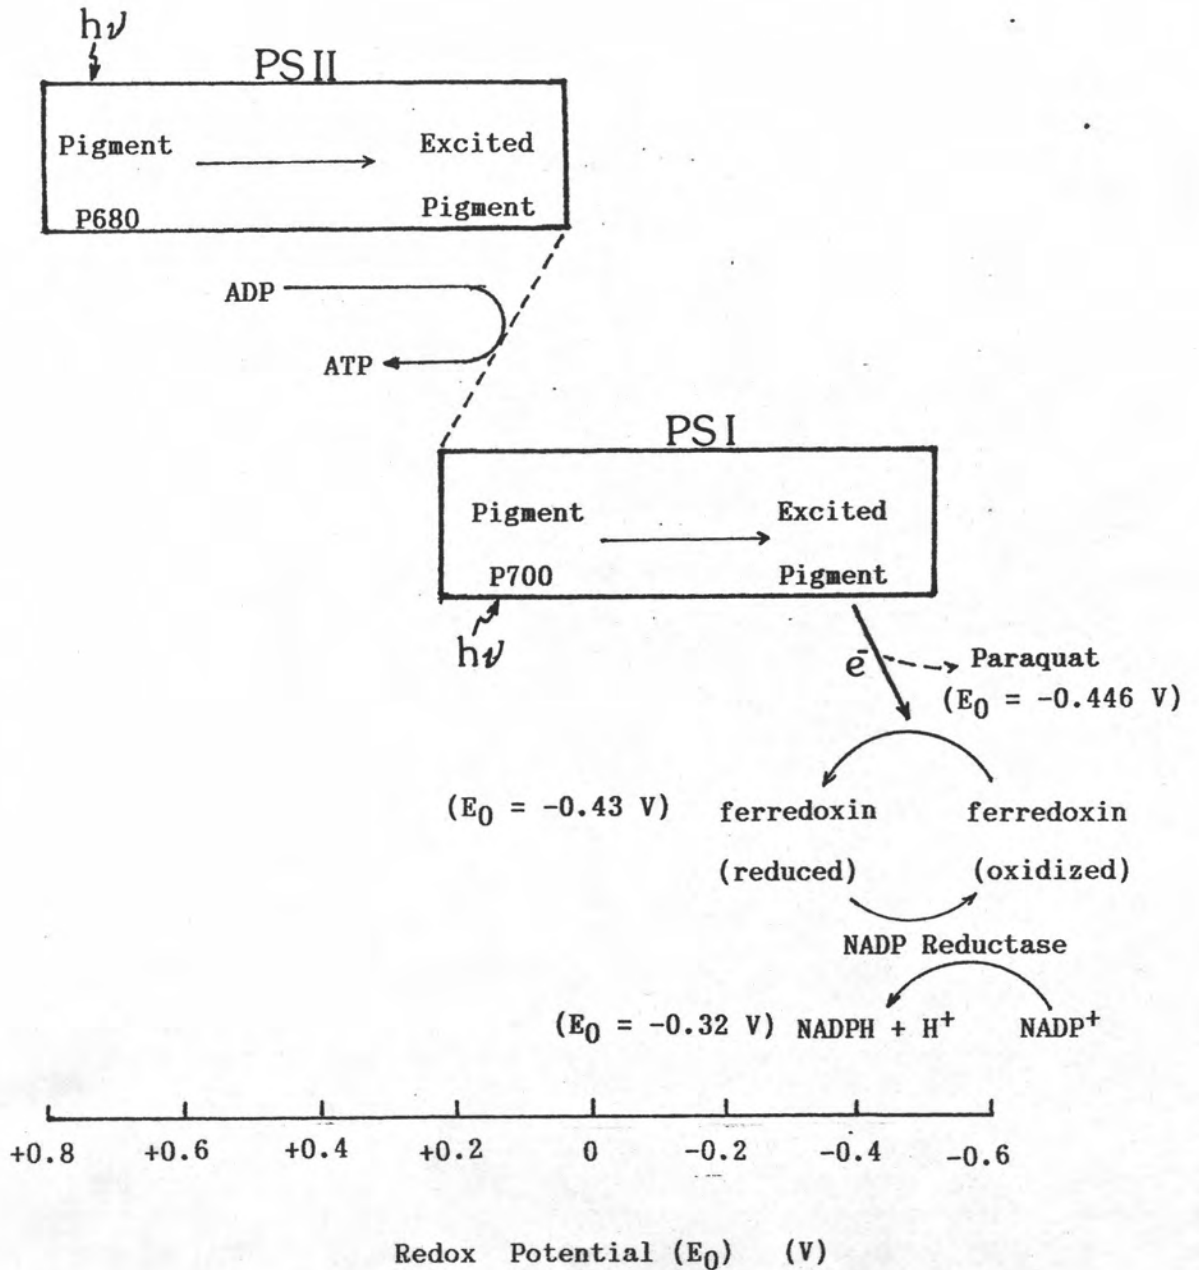 hν
PS II
Pigment
Excited
P680
Pigment
ADP
ATP
PS I
Pigment
Excited
P700
Pigment
hν
e⁻
Paraquat
(E₀ = -0.446 V)
(E₀ = -0.43 V) ferredoxin ferredoxin
(reduced) (oxidized)
NADP Reductase
(E₀ = -0.32 V) NADPH + H⁺ NADP⁺
+0.8 +0.6 +0.4 +0.2 0 -0.2 -0.4 -0.6
Redox Potential (E₀) (V)